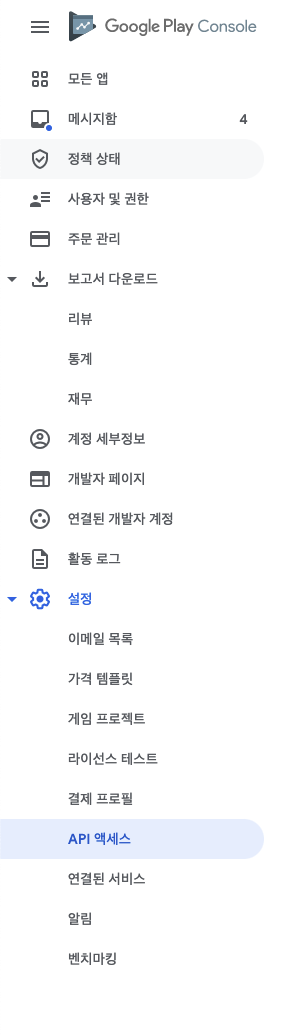 Google Play Console
모든 앱
메시지함 4
정책 상태
사용자 및 권한
주문 관리
보고서 다운로드
리뷰
통계
재무
계정 세부정보
개발자 페이지
연결된 개발자 계정
활동 로그
설정
이메일 목록
가격 템플릿
게임 프로젝트
라이선스 테스트
결제 프로필
API 액세스
연결된 서비스
알림
벤치마킹